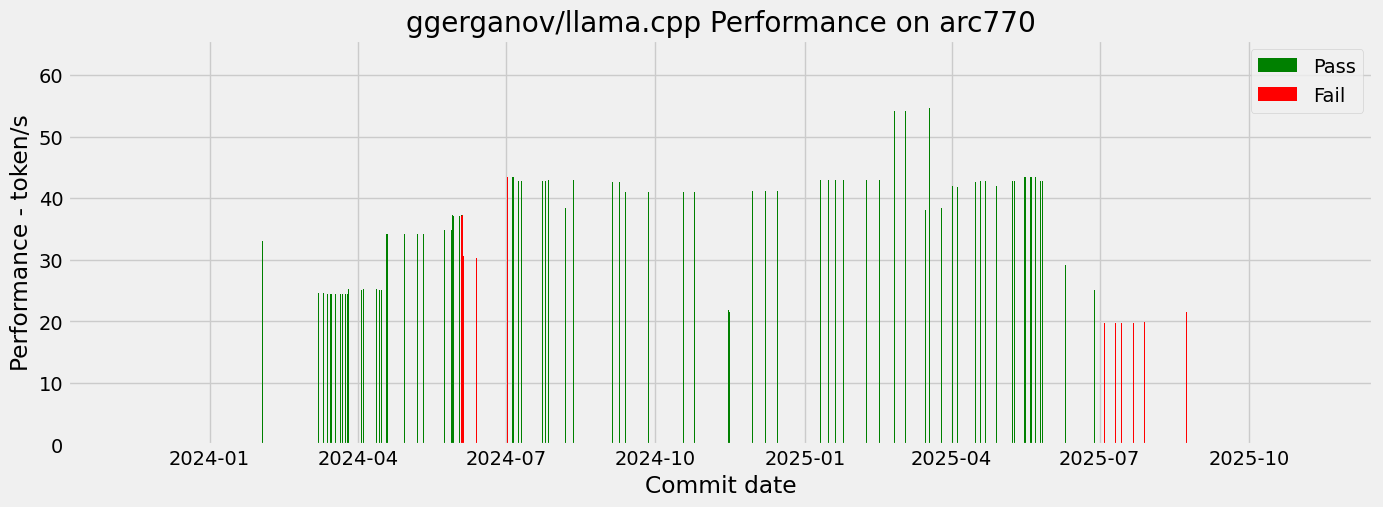 ggerganov/llama.cpp Performance on arc770
Performance - token/s
60
50
40
30
20
10
0
Pass
Fail
2024-01 2024-04 2024-07 2024-10 2025-01 2025-04 2025-07 2025-10
Commit date